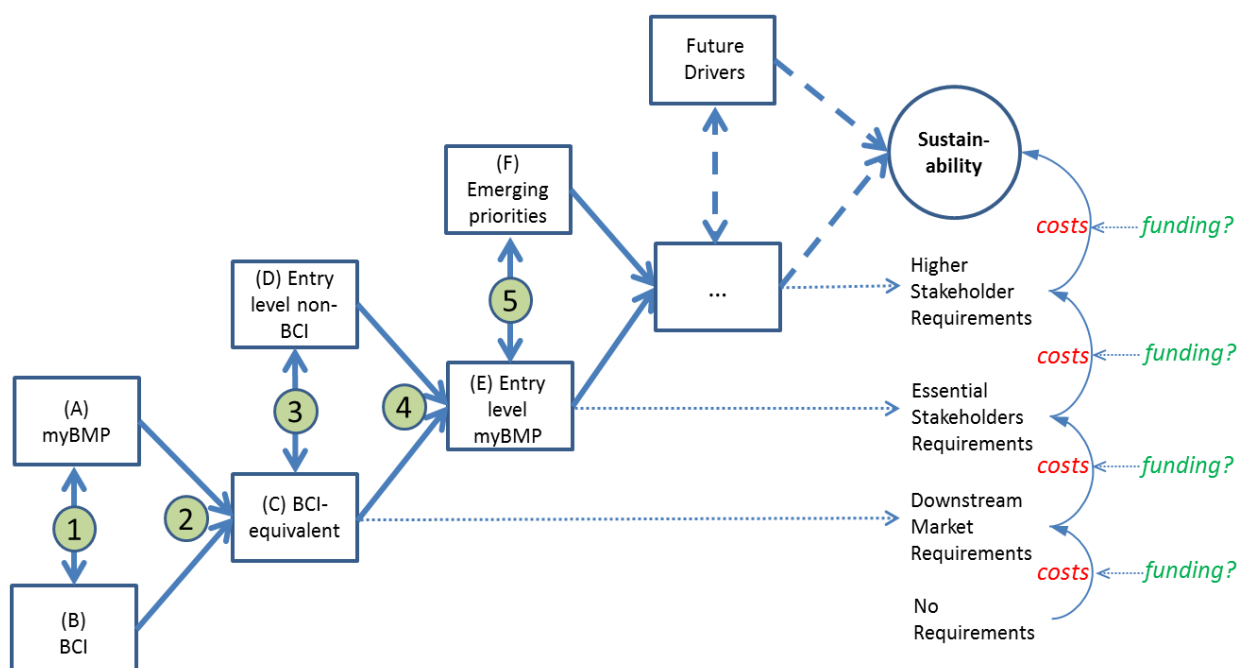 Future
Drivers
Sustain-
ability
(F)
Emerging
priorities
costs
funding?
(D) Entry
level non-
BCI
5
...
Higher
Stakeholder
Requirements
costs
funding?
(A)
myBMP
3
4
(E) Entry
level
myBMP
Essential
Stakeholders
Requirements
costs
funding?
1
2
(C) BCI-
equivalent
Downstream
Market
Requirements
costs
funding?
(B)
BCI
No
Requirements